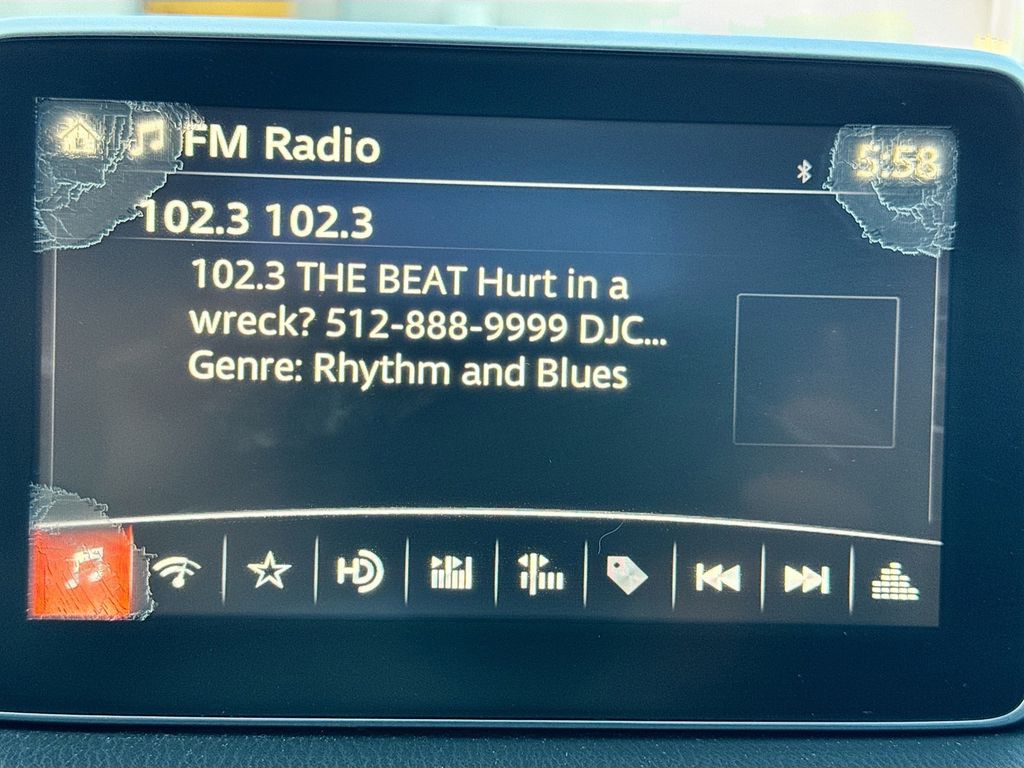 FM Radio
5:58
102.3 102.3
102.3 THE BEAT Hurt in a
wreck? 512-888-9999 DJC...
Genre: Rhythm and Blues
HD